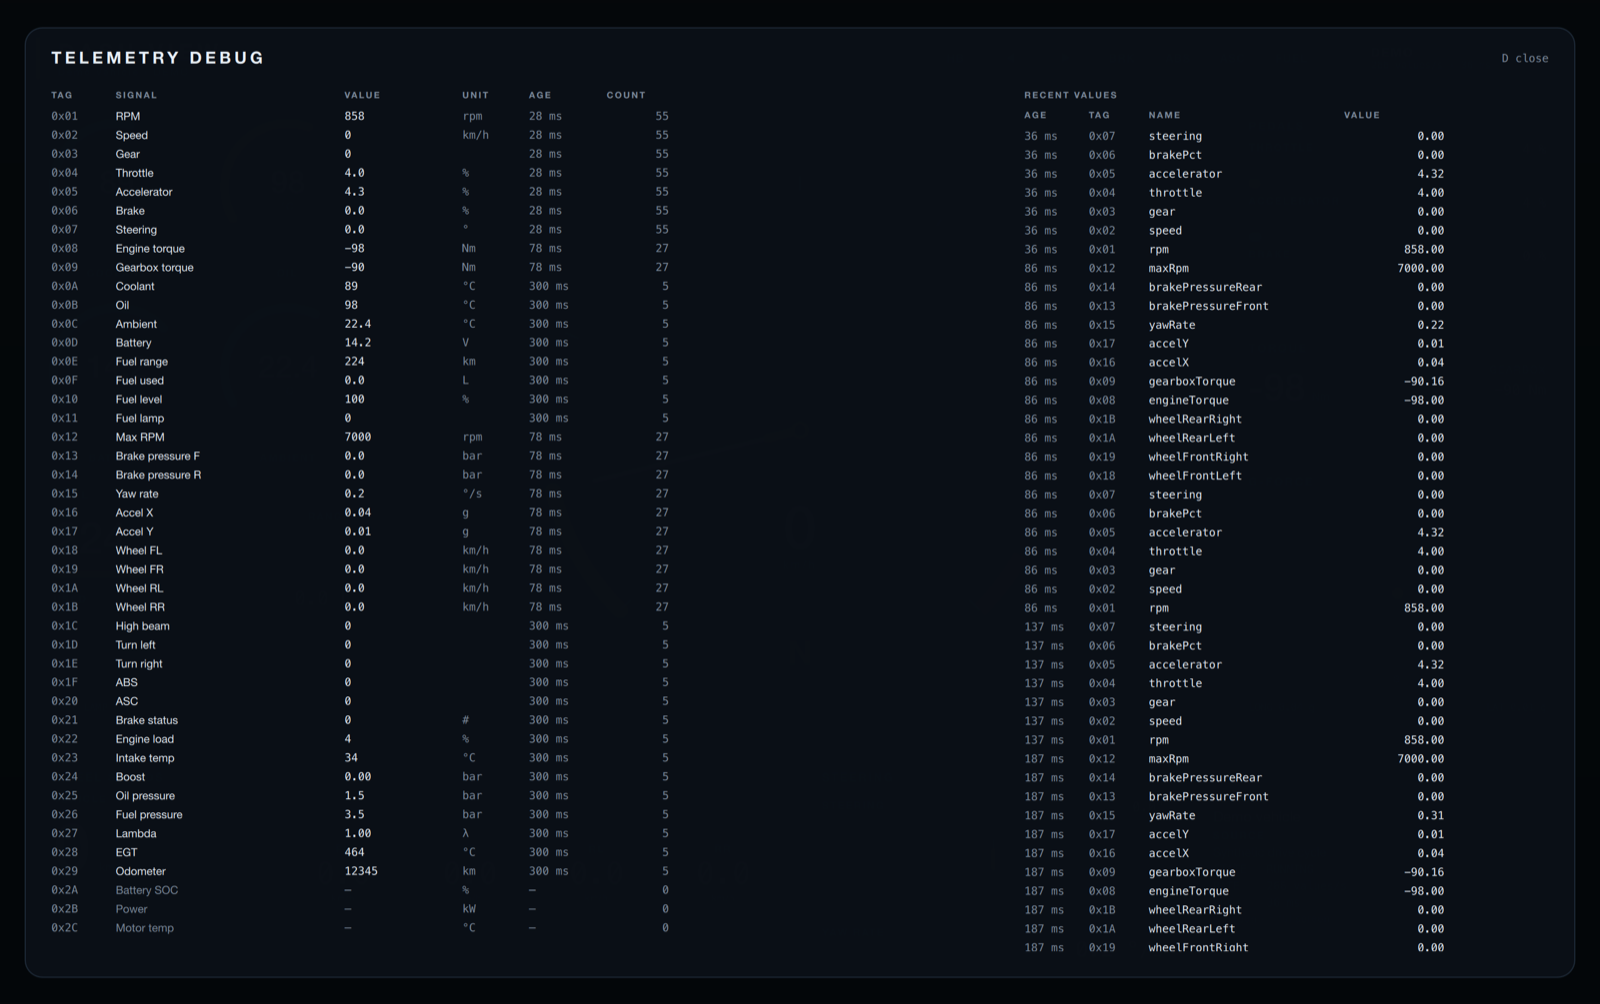 TELEMETRY DEBUG
D close
TAG SIGNAL VALUE UNIT AGE COUNT
0x01 RPM 858 rpm 28 ms 55
0x02 Speed 0 km/h 28 ms 55
0x03 Gear 0 28 ms 55
0x04 Throttle 4.0 % 28 ms 55
0x05 Accelerator 4.3 % 28 ms 55
0x06 Brake 0.0 % 28 ms 55
0x07 Steering 0.0 ° 28 ms 55
0x08 Engine torque −98 Nm 78 ms 27
0x09 Gearbox torque −90 Nm 78 ms 27
0x0A Coolant 89 °C 300 ms 5
0x0B Oil 98 °C 300 ms 5
0x0C Ambient 22.4 °C 300 ms 5
0x0D Battery 14.2 V 300 ms 5
0x0E Fuel range 224 km 300 ms 5
0x0F Fuel used 0.0 L 300 ms 5
0x10 Fuel level 100 % 300 ms 5
0x11 Fuel lamp 0 300 ms 5
0x12 Max RPM 7000 rpm 78 ms 27
0x13 Brake pressure F 0.0 bar 78 ms 27
0x14 Brake pressure R 0.0 bar 78 ms 27
0x15 Yaw rate 0.2 °/s 78 ms 27
0x16 Accel X 0.04 g 78 ms 27
0x17 Accel Y 0.01 g 78 ms 27
0x18 Wheel FL 0.0 km/h 78 ms 27
0x19 Wheel FR 0.0 km/h 78 ms 27
0x1A Wheel RL 0.0 km/h 78 ms 27
0x1B Wheel RR 0.0 km/h 78 ms 27
0x1C High beam 0 300 ms 5
0x1D Turn left 0 300 ms 5
0x1E Turn right 0 300 ms 5
0x1F ABS 0 300 ms 5
0x20 ASC 0 300 ms 5
0x21 Brake status 0 # 300 ms 5
0x22 Engine load 4 % 300 ms 5
0x23 Intake temp 34 °C 300 ms 5
0x24 Boost 0.00 bar 300 ms 5
0x25 Oil pressure 1.5 bar 300 ms 5
0x26 Fuel pressure 3.5 bar 300 ms 5
0x27 Lambda 1.00 λ 300 ms 5
0x28 EGT 464 °C 300 ms 5
0x29 Odometer 12345 km 300 ms 5
0x2A Battery SOC — % — 0
0x2B Power — kW — 0
0x2C Motor temp — °C — 0
RECENT VALUES
AGE TAG NAME VALUE
36 ms 0x07 steering 0.00
36 ms 0x06 brakePct 0.00
36 ms 0x05 accelerator 4.32
36 ms 0x04 throttle 4.00
36 ms 0x03 gear 0.00
36 ms 0x02 speed 0.00
36 ms 0x01 rpm 858.00
86 ms 0x12 maxRpm 7000.00
86 ms 0x14 brakePressureRear 0.00
86 ms 0x13 brakePressureFront 0.00
86 ms 0x15 yawRate 0.22
86 ms 0x17 accelY 0.01
86 ms 0x16 accelX 0.04
86 ms 0x09 gearboxTorque −90.16
86 ms 0x08 engineTorque −98.00
86 ms 0x1B wheelRearRight 0.00
86 ms 0x1A wheelRearLeft 0.00
86 ms 0x19 wheelFrontRight 0.00
86 ms 0x18 wheelFrontLeft 0.00
86 ms 0x07 steering 0.00
86 ms 0x06 brakePct 0.00
86 ms 0x05 accelerator 4.32
86 ms 0x04 throttle 4.00
86 ms 0x03 gear 0.00
86 ms 0x02 speed 0.00
86 ms 0x01 rpm 858.00
137 ms 0x07 steering 0.00
137 ms 0x06 brakePct 0.00
137 ms 0x05 accelerator 4.32
137 ms 0x04 throttle 4.00
137 ms 0x03 gear 0.00
137 ms 0x02 speed 0.00
137 ms 0x01 rpm 858.00
187 ms 0x12 maxRpm 7000.00
187 ms 0x14 brakePressureRear 0.00
187 ms 0x13 brakePressureFront 0.00
187 ms 0x15 yawRate 0.31
187 ms 0x17 accelY 0.01
187 ms 0x16 accelX 0.04
187 ms 0x09 gearboxTorque −90.16
187 ms 0x08 engineTorque −98.00
187 ms 0x1B wheelRearRight 0.00
187 ms 0x1A wheelRearLeft 0.00
187 ms 0x19 wheelFrontRight 0.00